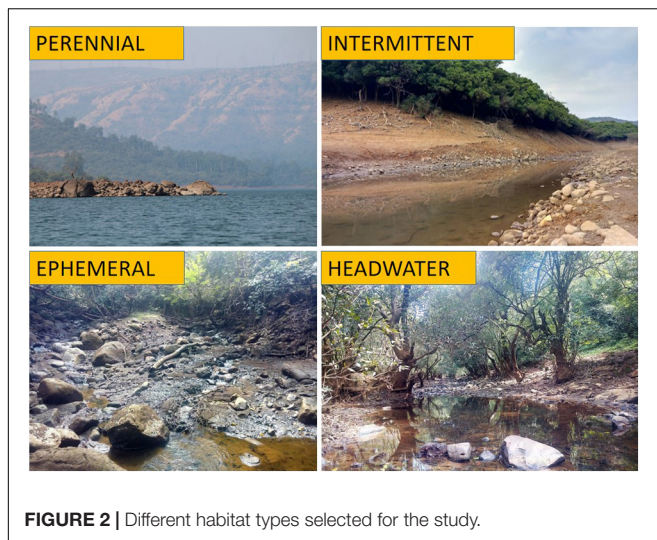 PERENNIAL
INTERMITTENT
EPHEMERAL
HEADWATER
FIGURE 2 | Different habitat types selected for the study.